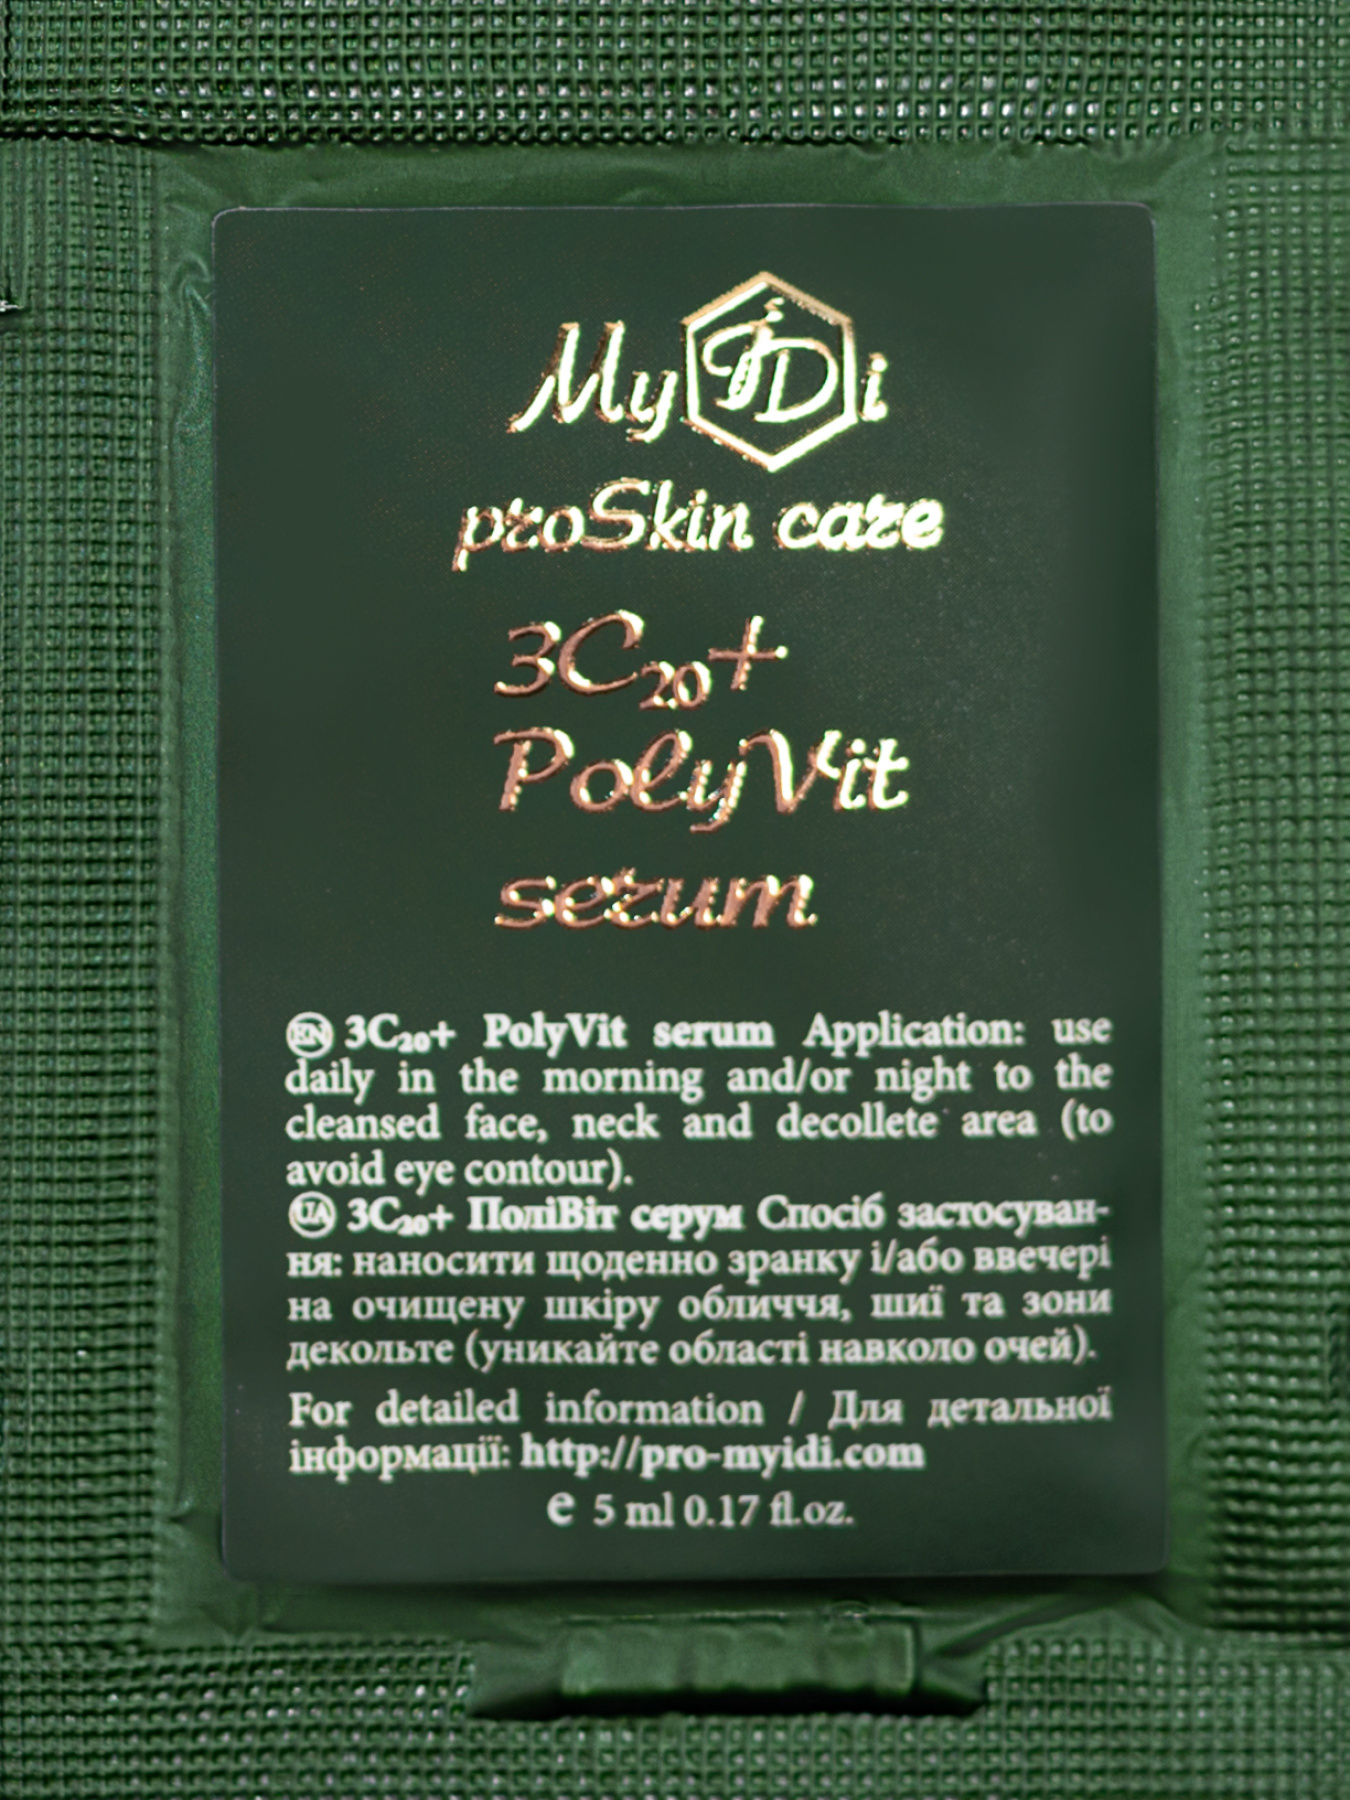 MyIDi
proSkin care
3C₂₀+
PolyVit
serum
EN 3C₂₀+ PolyVit serum Application: use
daily in the morning and/or night to the
cleansed face, neck and decollete area (to
avoid eye contour).
UA 3C₂₀+ ПоліВіт серум Спосіб застосуван-
ня: наносити щоденно зранку і/або ввечері
на очищену шкіру обличчя, шиї та зони
декольте (уникайте області навколо очей).
For detailed information / Для детальної
інформації: http://pro-myidi.com
e 5 ml 0.17 fl.oz.